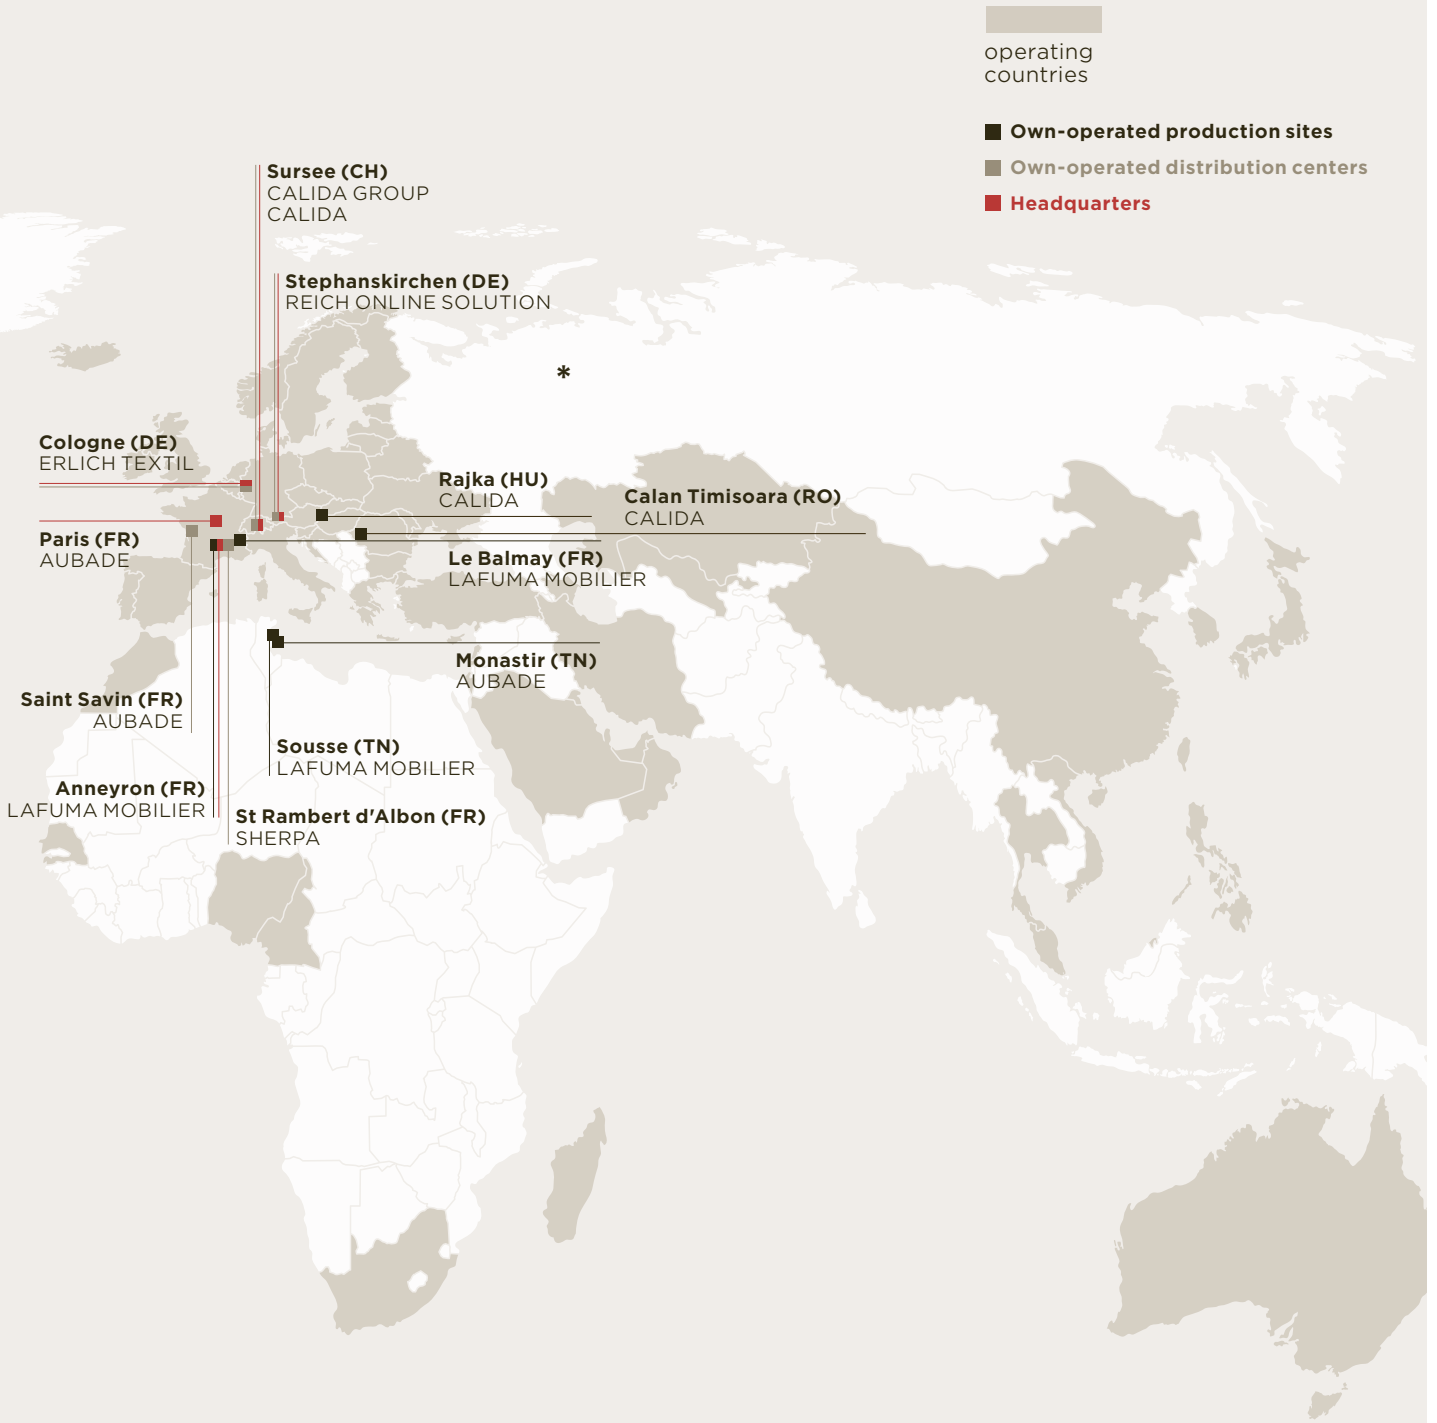 operating
countries
Own-operated production sites
Own-operated distribution centers
Headquarters
Sursee (CH)
CALIDA GROUP
CALIDA
Stephanskirchen (DE)
REICH ONLINE SOLUTION
*
Cologne (DE)
ERLICH TEXTIL
Rajka (HU)
CALIDA
Calan Timisoara (RO)
CALIDA
Paris (FR)
AUBADE
Le Balmay (FR)
LAFUMA MOBILIER
Monastir (TN)
AUBADE
Saint Savin (FR)
AUBADE
Sousse (TN)
LAFUMA MOBILIER
Anneyron (FR)
LAFUMA MOBILIER
St Rambert d'Albon (FR)
SHERPA